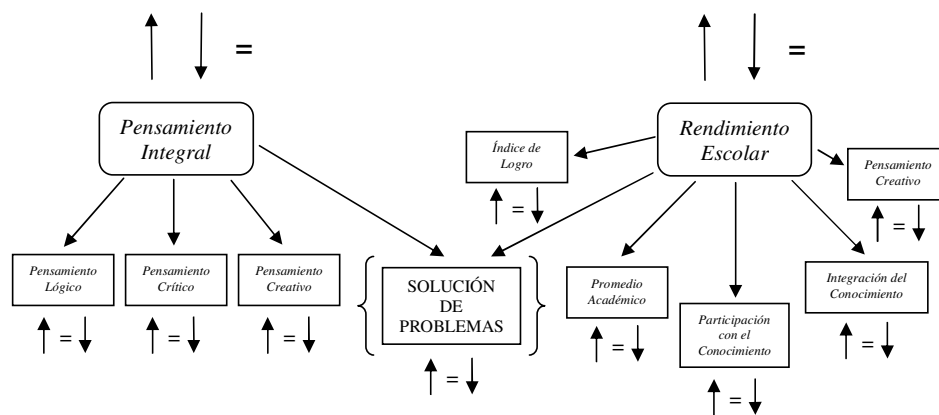 =
=
Pensamiento
Integral
Rendimiento
Escolar
Índice de
Logro
Pensamiento
Creativo
=
=
Pensamiento
Lógico
Pensamiento
Crítico
Pensamiento
Creativo
SOLUCIÓN
DE
PROBLEMAS
Promedio
Académico
Participación
con el
Conocimiento
Integración del
Conocimiento
=
=
=
=
=
=
=